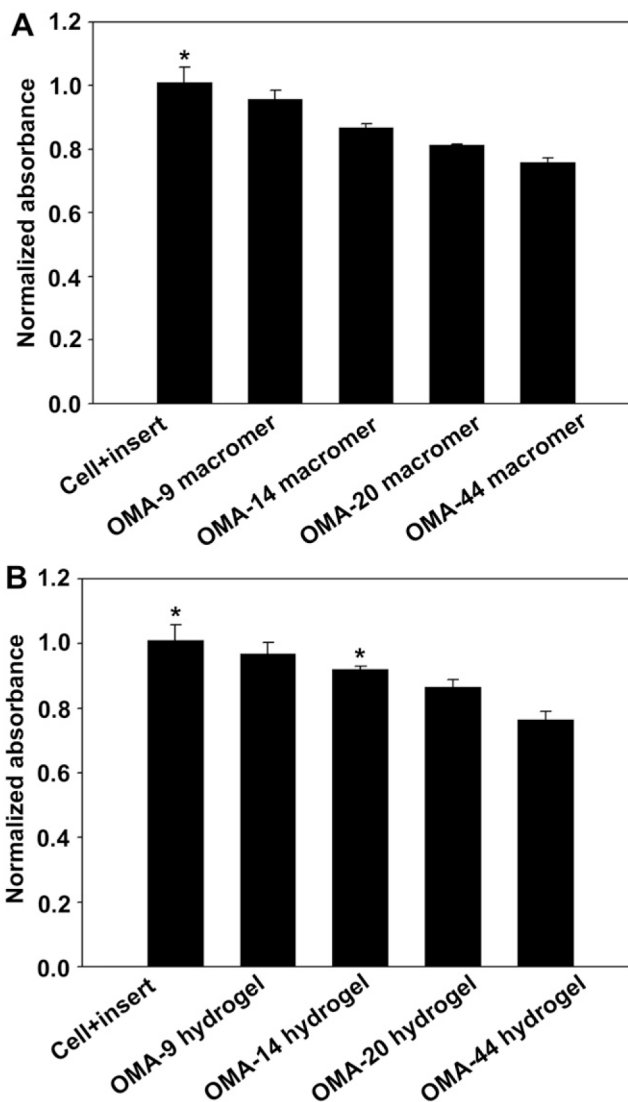 A
1.2
*
1.0
0.8
0.6
0.4
0.2
0.0
Normalized absorbance
Cell+insert
OMA-9 macromer
OMA-14 macromer
OMA-20 macromer
OMA-44 macromer
B
1.2
*
1.0
*
0.8
0.6
0.4
0.2
0.0
Normalized absorbance
Cell+insert
OMA-9 hydrogel
OMA-14 hydrogel
OMA-20 hydrogel
OMA-44 hydrogel